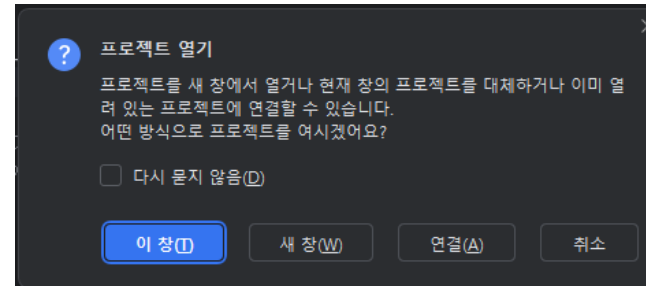 프로젝트 열기
프로젝트를 새 창에서 열거나 현재 창의 프로젝트를 대체하거나 이미 열
려 있는 프로젝트에 연결할 수 있습니다.
어떤 방식으로 프로젝트를 여시겠어요?
다시 묻지 않음(D)
이 창(T) 새 창(W) 연결(A) 취소